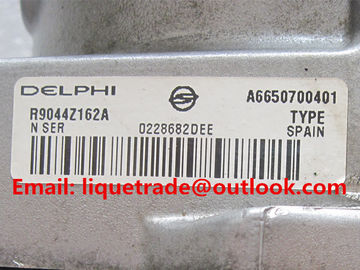 DELPHI
A6650700401
R9044Z162A
TYPE
N SER
0228682DEE
SPAIN
Email: liquetrade@outlook.com